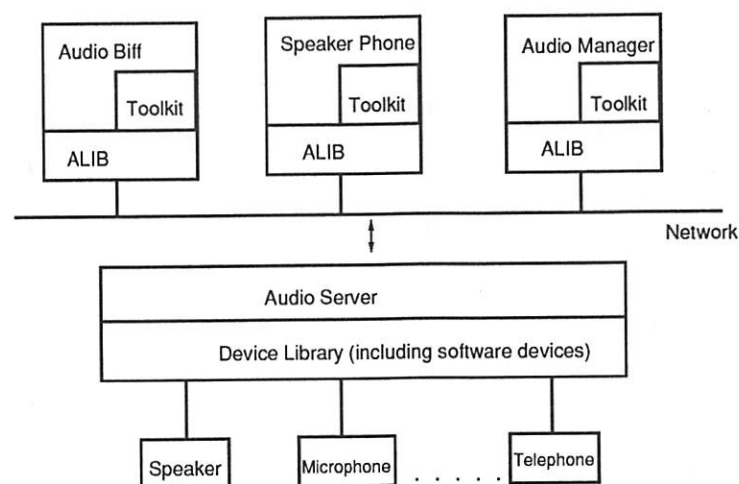 Audio Biff
Toolkit
ALIB
Speaker Phone
Toolkit
ALIB
Audio Manager
Toolkit
ALIB
Network
Audio Server
Device Library (including software devices)
Speaker
Microphone
. . . . .
Telephone